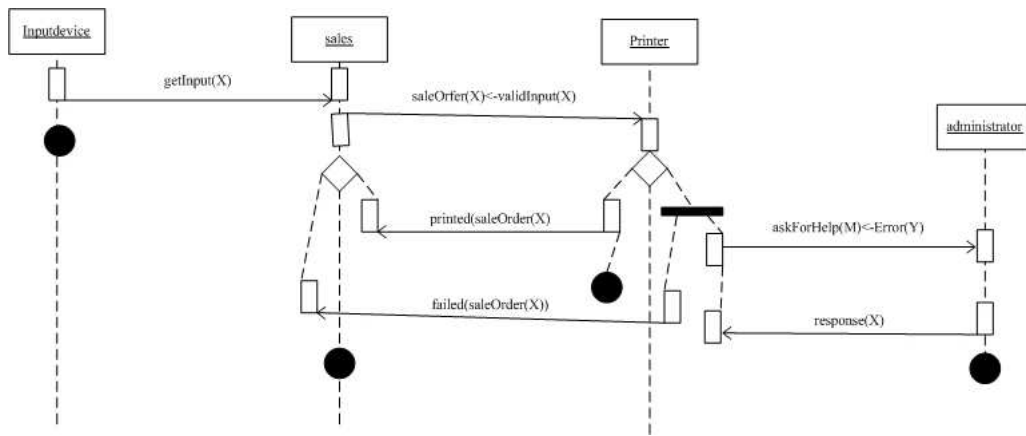 Inputdevice
sales
Printer
administrator
getInput(X)
saleOrfer(X)<-validInput(X)
printed(saleOrder(X)
askForHelp(M)<-Error(Y)
failed(saleOrder(X))
response(X)